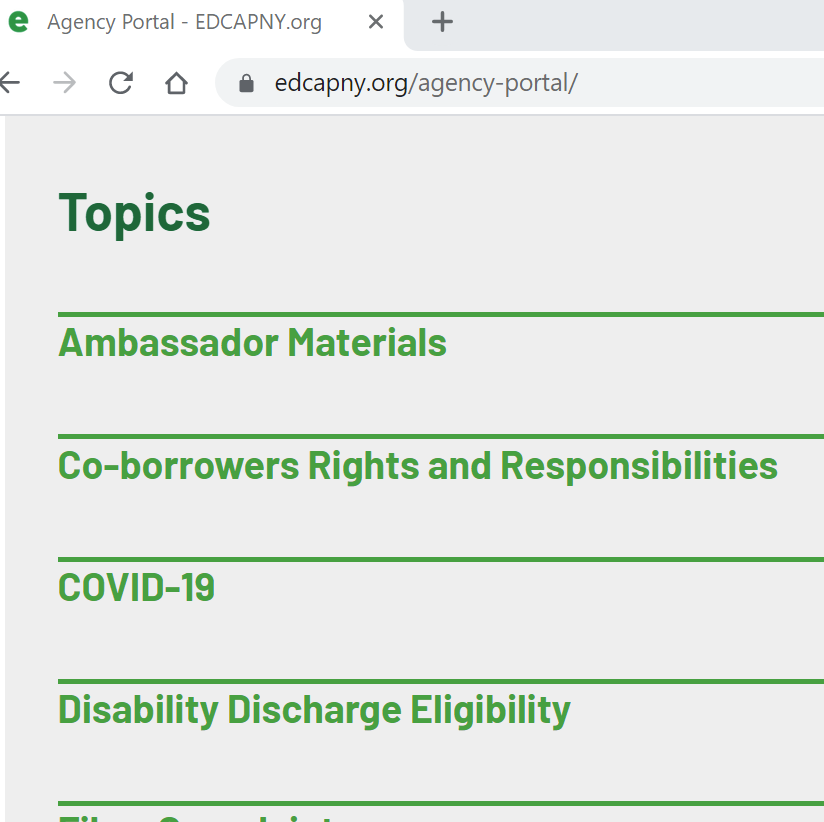 Agency Portal - EDCAPNY.org
edcapny.org/agency-portal/
Topics
Ambassador Materials
Co-borrowers Rights and Responsibilities
COVID-19
Disability Discharge Eligibility